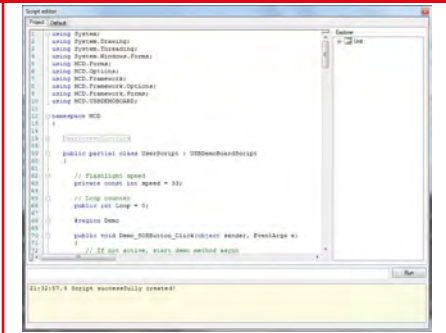 Script edition
Project Default
using System;
using System.Drawing;
using System.Threading;
using System.Windows.Forms;
using MCD.Forms;
using MCD.Options;
using MCD.Framework;
using MCD.Framework.Options;
using MCD.Framework.Forms;
using MCD.USBDEMOBOARD;
namespace MCD
{
public partial class UserScript : USBDemoBoardScript
{
// Flashlight speed
private const int speed = 33;
// Loop counter
public int Loop = 0;
#region Demo
public void Demo_RGBButton_Click(object sender, EventArgs e)
{
// If not active, start demo method async
Explorer
Run
21:32:57.9 Script successfully created!